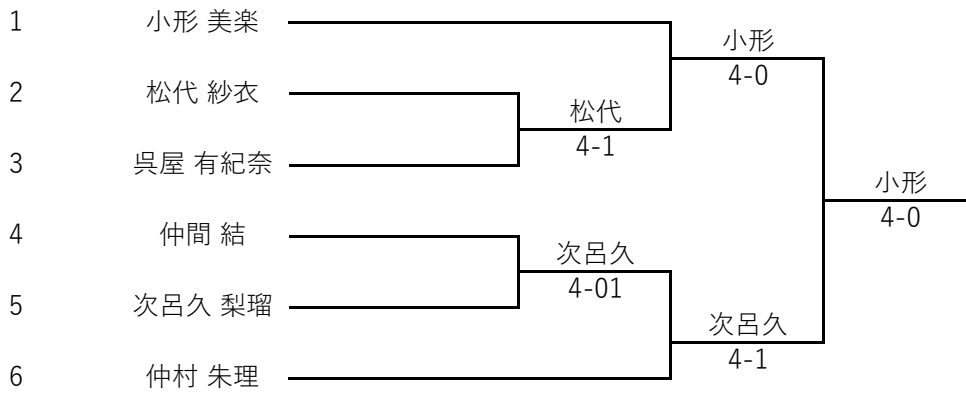 1 小形 美楽
小形
4-0
2 松代 紗衣
松代
4-1
3 呉屋 有紀奈
小形
4-0
4 仲間 結
次呂久
4-01
5 次呂久 梨瑠
次呂久
4-1
6 仲村 朱理